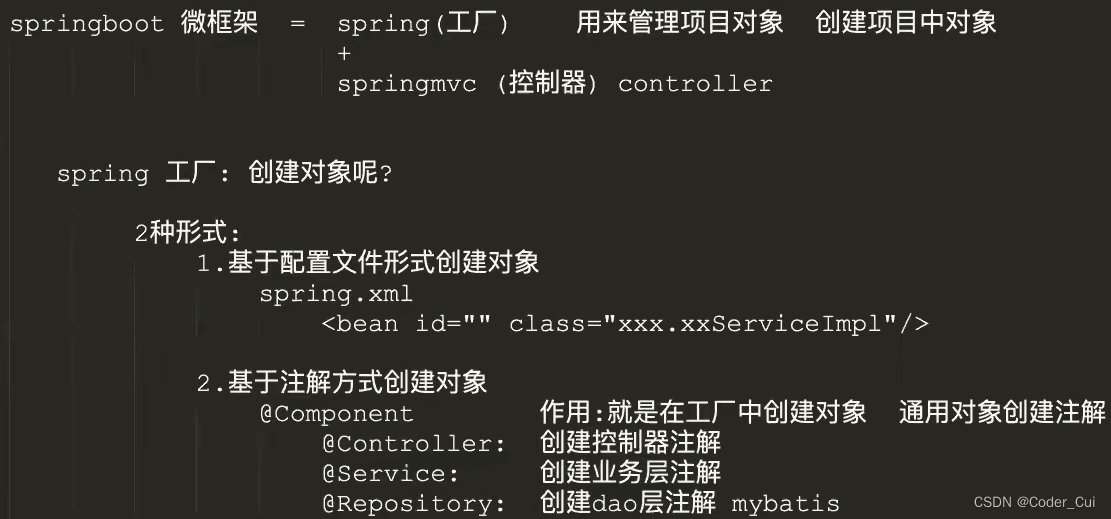 springboot 微框架 = spring(工厂) 用来管理项目对象 创建项目中对象
+
springmvc (控制器) controller
spring 工厂: 创建对象呢?
2种形式:
1.基于配置文件形式创建对象
spring.xml
<bean id="" class="xxx.xxServiceImpl"/>
2.基于注解方式创建对象
@Component 作用:就是在工厂中创建对象 通用对象创建注解
@Controller: 创建控制器注解
@Service: 创建业务层注解
@Repository: 创建dao层注解 mybatis
CSDN @Coder_Cui